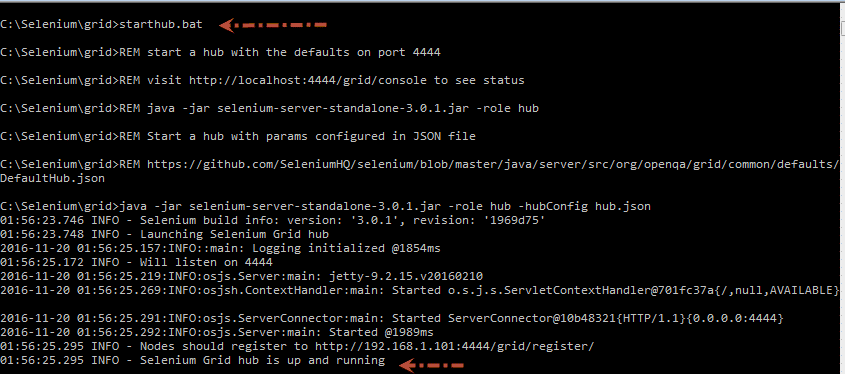 C:\Selenium\grid>starthub.bat
C:\Selenium\grid>REM start a hub with the defaults on port 4444
C:\Selenium\grid>REM visit http://localhost:4444/grid/console to see status
C:\Selenium\grid>REM java -jar selenium-server-standalone-3.0.1.jar -role hub
C:\Selenium\grid>REM Start a hub with params configured in JSON file
C:\Selenium\grid>REM https://github.com/SeleniumHQ/selenium/blob/master/java/server/src/org/openqa/grid/common/defaults/
DefaultHub.json
C:\Selenium\grid>java -jar selenium-server-standalone-3.0.1.jar -role hub -hubConfig hub.json
01:56:23.746 INFO - Selenium build info: version: '3.0.1', revision: '1969d75'
01:56:23.748 INFO - Launching Selenium Grid hub
2016-11-20 01:56:25.157:INFO::main: Logging initialized @1854ms
01:56:25.172 INFO - Will listen on 4444
2016-11-20 01:56:25.219:INFO:osjs.Server:main: jetty-9.2.15.v20160210
2016-11-20 01:56:25.269:INFO:osjsh.ContextHandler:main: Started o.s.j.s.ServletContextHandler@701fc37a{/,null,AVAILABLE}
2016-11-20 01:56:25.291:INFO:osjs.ServerConnector:main: Started ServerConnector@10b48321{HTTP/1.1}{0.0.0.0:4444}
2016-11-20 01:56:25.292:INFO:osjs.Server:main: Started @1989ms
01:56:25.295 INFO - Nodes should register to http://192.168.1.101:4444/grid/register/
01:56:25.295 INFO - Selenium Grid hub is up and running